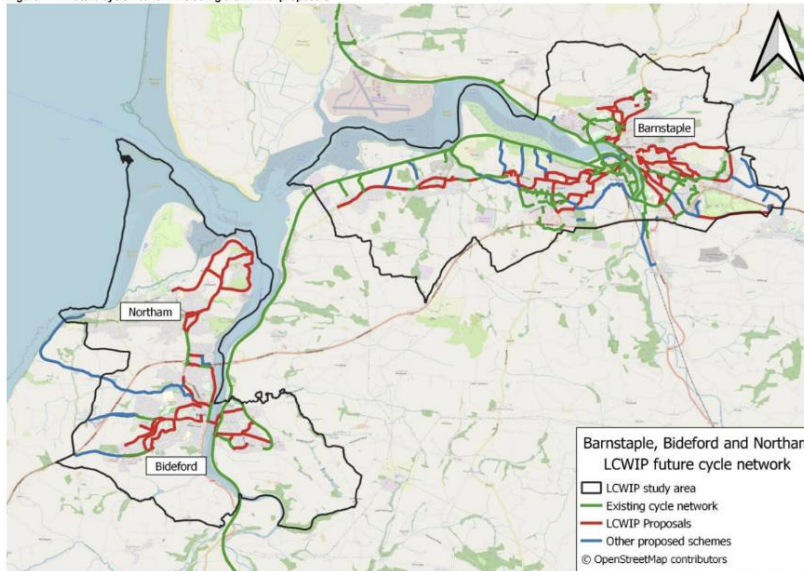 Barnstaple
Northam
Bideford
Barnstaple, Bideford and Northam
LCWIP future cycle network
LCWIP study area
Existing cycle network
LCWIP Proposals
Other proposed schemes
© OpenStreetMap contributors